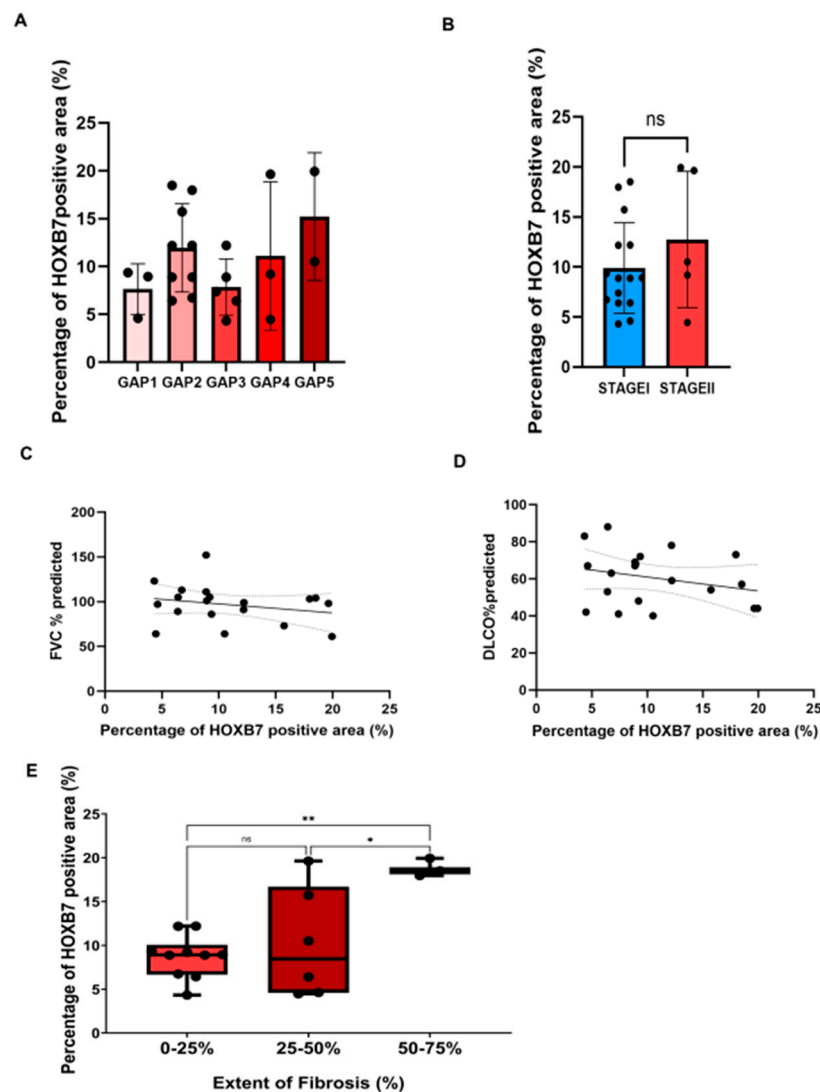 A
Percentage of HOXB7positive area (%)
25
20
15
10
5
0
GAP1 GAP2 GAP3 GAP4 GAP5
B
Percentage of HOXB7 positive area (%)
ns
25
20
15
10
5
0
STAGEI STAGEII
C
FVC % predicted
200
150
100
50
0
0 5 10 15 20 25
Percentage of HOXB7 positive area (%)
D
DLCO%predicted
100
80
60
40
20
0
0 5 10 15 20 25
Percentage of HOXB7 positive area (%)
E
Percentage of HOXB7 positive area (%)
25
20
15
10
5
0
**
ns
*
0-25% 25-50% 50-75%
Extent of Fibrosis (%)